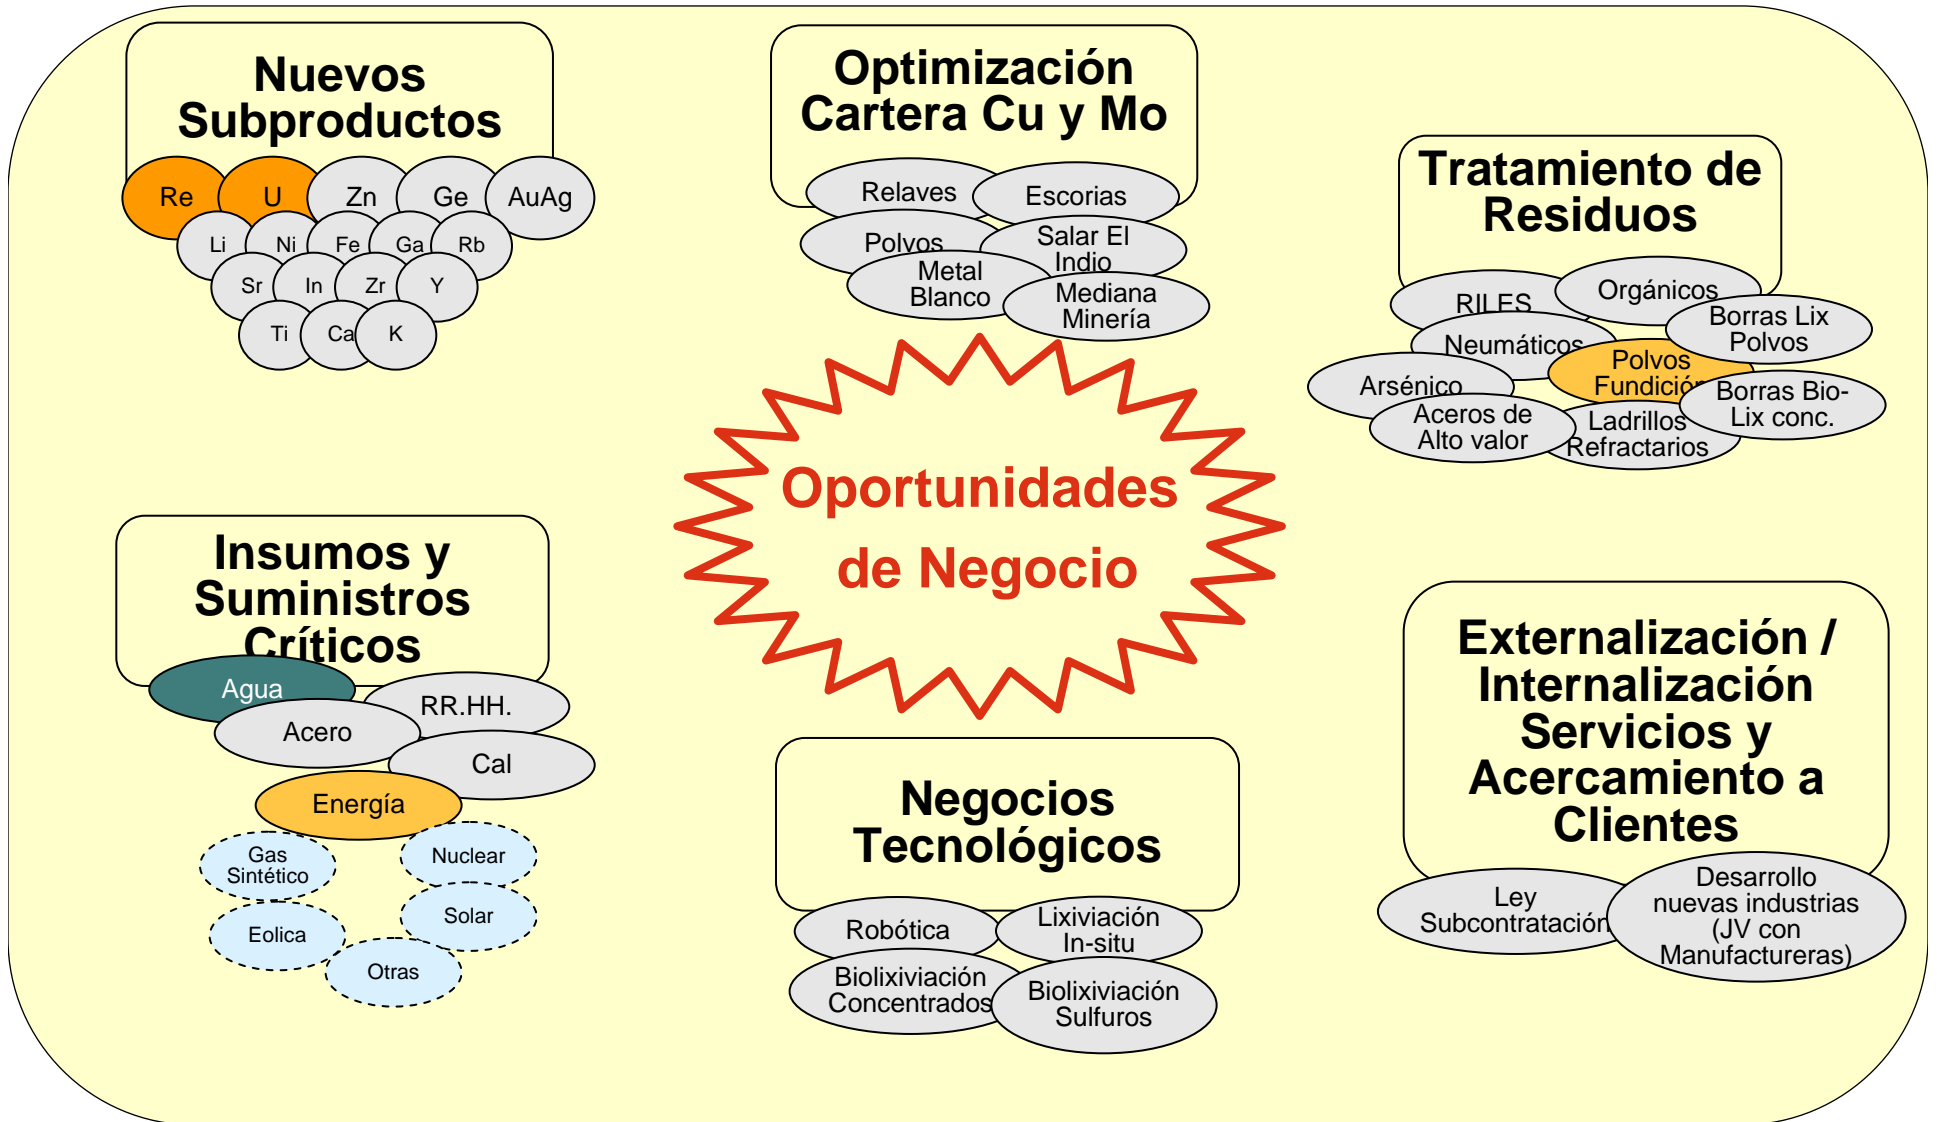 Nuevos
Subproductos
Re
U
Zn
Ge
AuAg
Li
Ni
Fe
Ga
Rb
Sr
In
Zr
Y
Ti
Ca
K
Optimización
Cartera Cu y Mo
Relaves
Escorias
Polvos
Salar El
Indio
Metal
Blanco
Mediana
Minería
Tratamiento de
Residuos
RILES
Orgánicos
Borras Lix
Polvos
Neumáticos
Polvos
Fundición
Arsénico
Borras Bio-
Lix conc.
Aceros de
Alto valor
Ladrillos
Refractarios
Oportunidades
de Negocio
Insumos y
Suministros
Críticos
Agua
RR.HH.
Acero
Cal
Energía
Gas
Sintético
Nuclear
Solar
Eolica
Otras
Negocios
Tecnológicos
Robótica
Lixiviación
In-situ
Biolixiviación
Concentrados
Biolixiviación
Sulfuros
Externalización /
Internalización
Servicios y
Acercamiento a
Clientes
Ley
Subcontratación
Desarrollo
nuevas industrias
(JV con
Manufactureras)